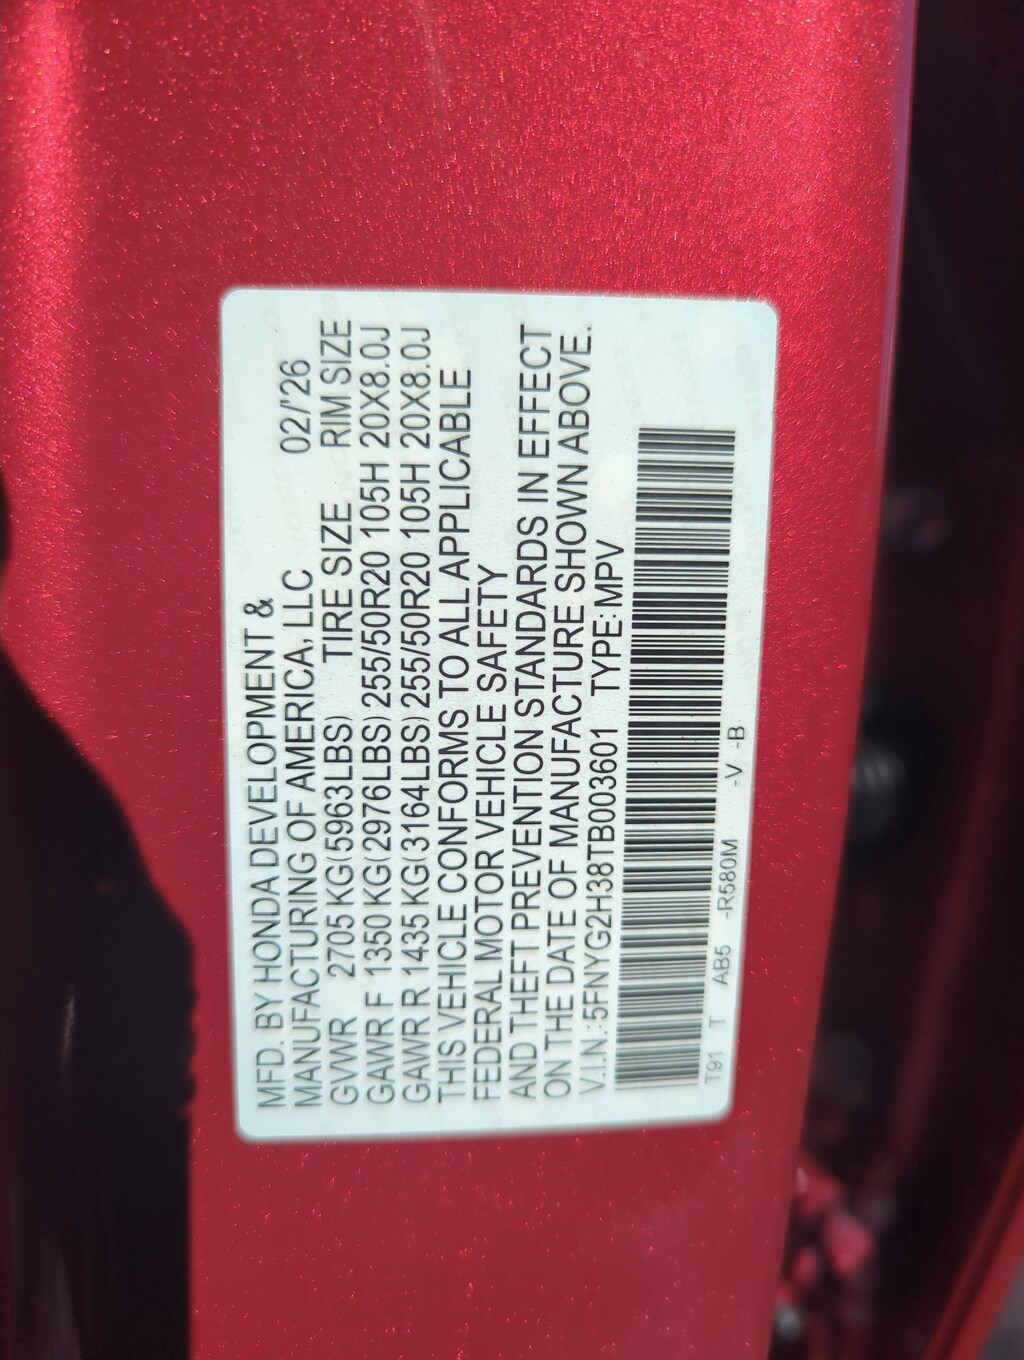 MFD. BY HONDA DEVELOPMENT &
MANUFACTURING OF AMERICA, LLC 02/'26
GVWR 2705 KG(5963LBS) TIRE SIZE RIM SIZE
GAWR F 1350 KG(2976LBS) 255/50R20 105H 20X8.0J
GAWR R 1435 KG(3164LBS) 255/50R20 105H 20X8.0J
THIS VEHICLE CONFORMS TO ALL APPLICABLE
FEDERAL MOTOR VEHICLE SAFETY
AND THEFT PREVENTION STANDARDS IN EFFECT
ON THE DATE OF MANUFACTURE SHOWN ABOVE.
V.I.N.: 5FNYG2H38TB003601 TYPE: MPV
T91 T AB5 -R580M -V -B